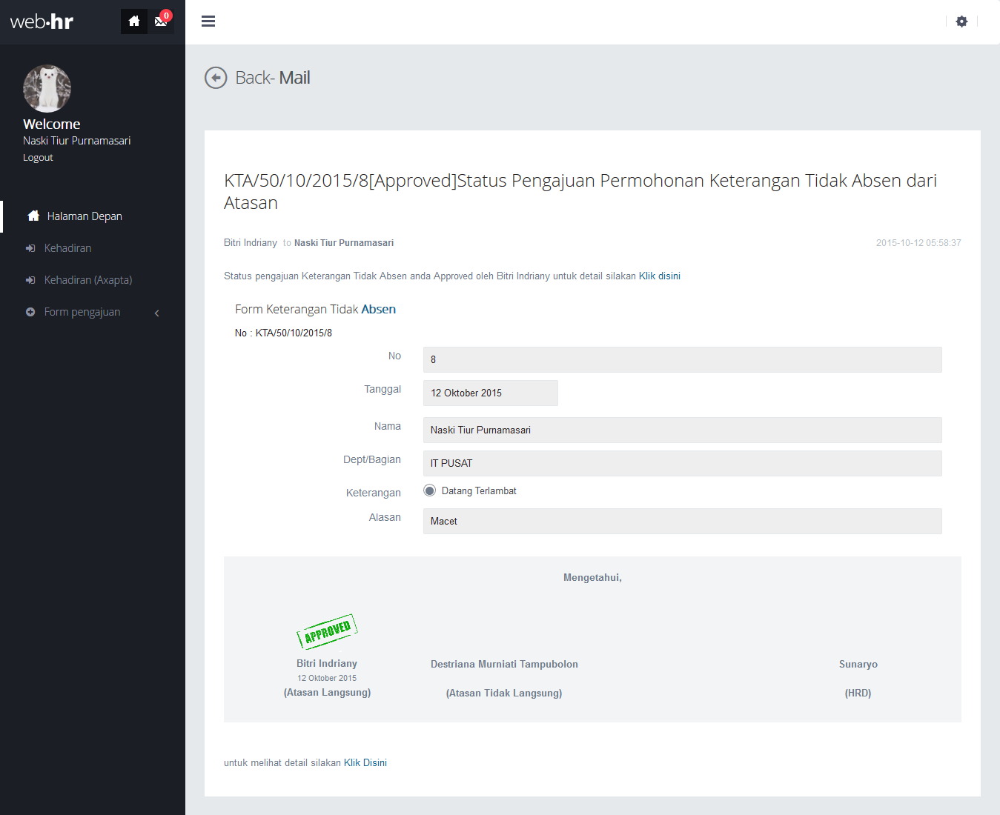 web·hr
0
Welcome
Naski Tiur Purnamasari
Logout
Halaman Depan
Kehadiran
Kehadiran (Axapta)
Form pengajuan
Back- Mail
KTA/50/10/2015/8[Approved]Status Pengajuan Permohonan Keterangan Tidak Absen dari
Atasan
Bitri Indriany to Naski Tiur Purnamasari 2015-10-12 05:58:37
Status pengajuan Keterangan Tidak Absen anda Approved oleh Bitri Indriany untuk detail silakan Klik disini
Form Keterangan Tidak Absen
No : KTA/50/10/2015/8
No 8
Tanggal 12 Oktober 2015
Nama Naski Tiur Purnamasari
Dept/Bagian IT PUSAT
Keterangan Datang Terlambat
Alasan Macet
Mengetahui,
APPROVED
Bitri Indriany Destriana Murniati Tampubolon Sunaryo
12 Oktober 2015
(Atasan Langsung) (Atasan Tidak Langsung) (HRD)
untuk melihat detail silakan Klik Disini